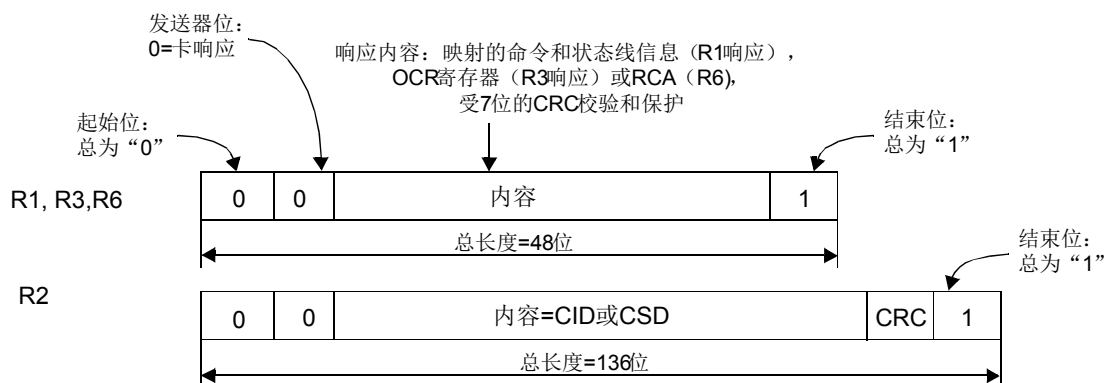 发送器位：
0=卡响应
响应内容：映射的命令和状态线信息（R1响应），
OCR寄存器（R3响应）或RCA（R6），
受7位的CRC校验和保护
起始位：
总为“0”
结束位：
总为“1”
R1, R3,R6
0 0 内容 1
总长度=48位
结束位：
总为“1”
R2
0 0 内容=CID或CSD CRC 1
总长度=136位